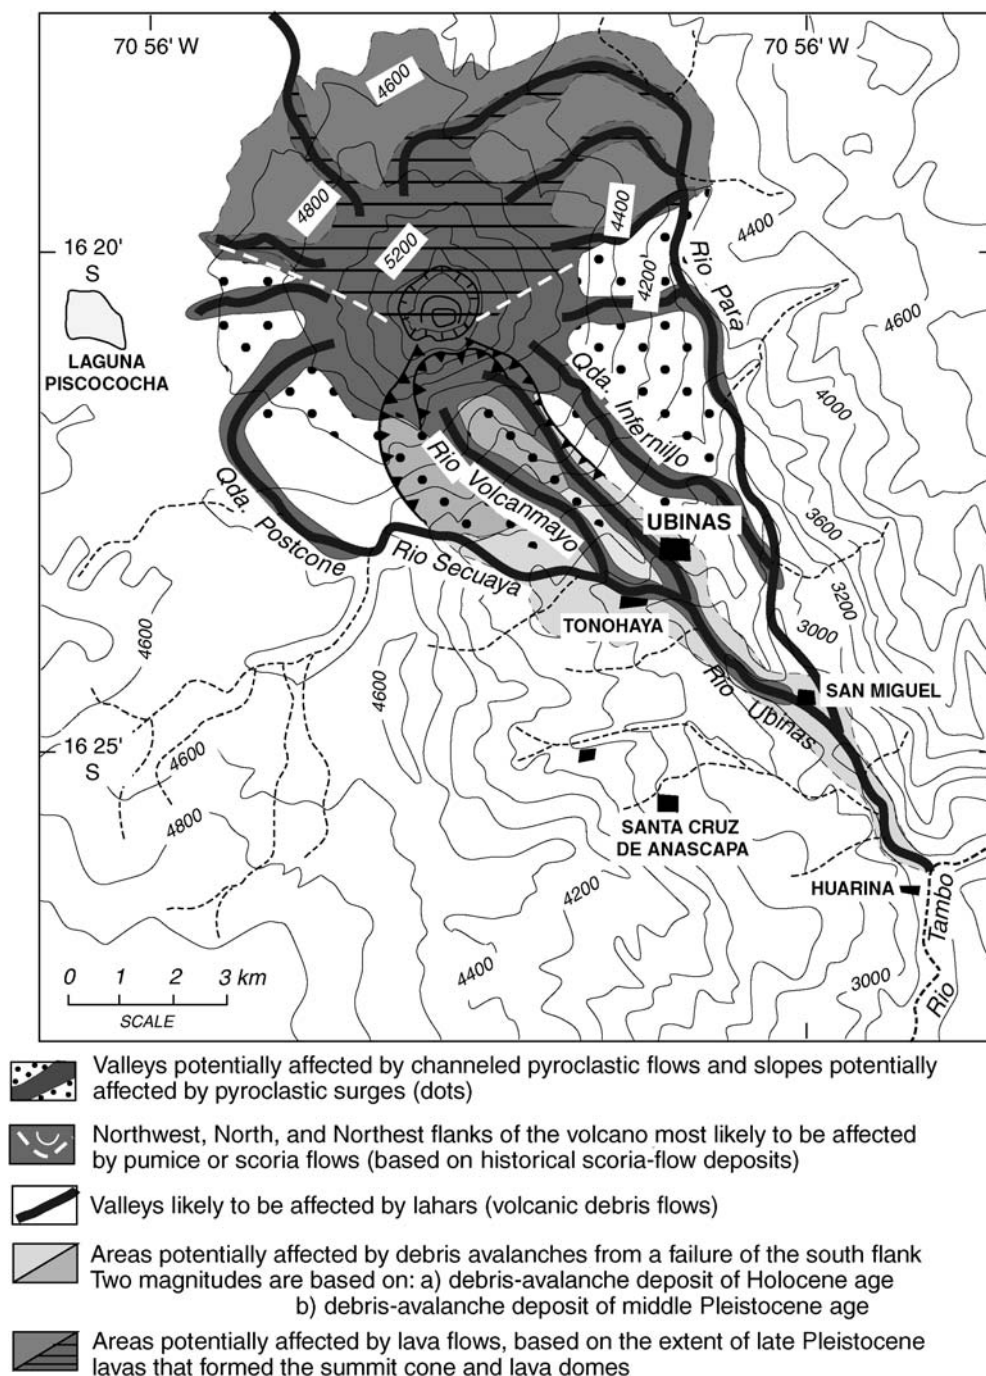 70 56' W
70 56' W
4600
4800
4400
5200
4400
4200
16 20'
S
Rio Para
4600
LAGUNA
PISCOCOCHA
4000
Qda. Infernillo
Rio Volcanmayo
Qda. Postcone
Rio Secuaya
UBINAS
3600
3200
3000
TONOHAYA
4600
4600
SAN MIGUEL
Rio Ubinas
16 25'
S
4600
4800
SANTA CRUZ
DE ANASCAPA
4200
HUARINA
4400
3000
Rio Tambo
0 1 2 3 km
SCALE
Valleys potentially affected by channeled pyroclastic flows and slopes potentially
affected by pyroclastic surges (dots)
Northwest, North, and Northest flanks of the volcano most likely to be affected
by pumice or scoria flows (based on historical scoria-flow deposits)
Valleys likely to be affected by lahars (volcanic debris flows)
Areas potentially affected by debris avalanches from a failure of the south flank
Two magnitudes are based on: a) debris-avalanche deposit of Holocene age
b) debris-avalanche deposit of middle Pleistocene age
Areas potentially affected by lava flows, based on the extent of late Pleistocene
lavas that formed the summit cone and lava domes